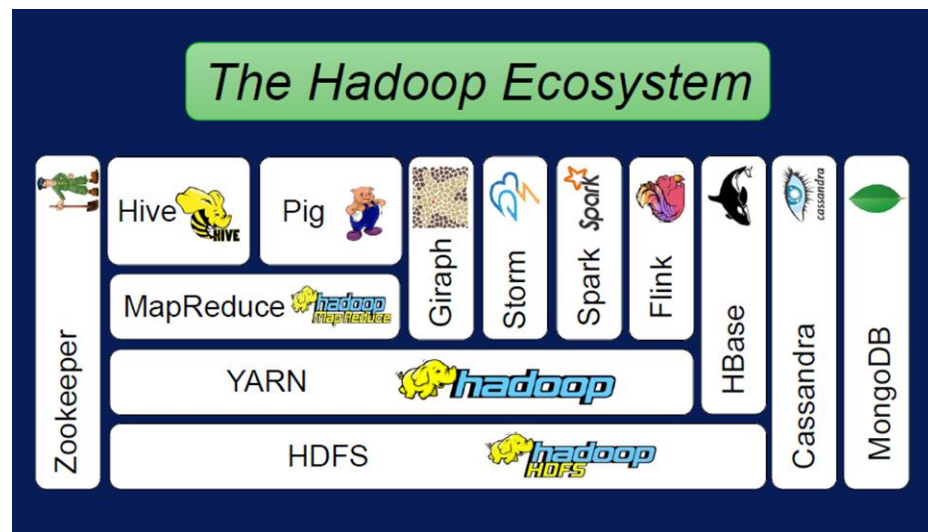 The Hadoop Ecosystem
Zookeeper
Hive
HIVE
Pig
Giraph
Storm
Spark
Spark
Flink
HBase
cassandra
Cassandra
MongoDB
MapReduce
hadoop
MapReduce
YARN
hadoop
HDFS
hadoop
HDFS